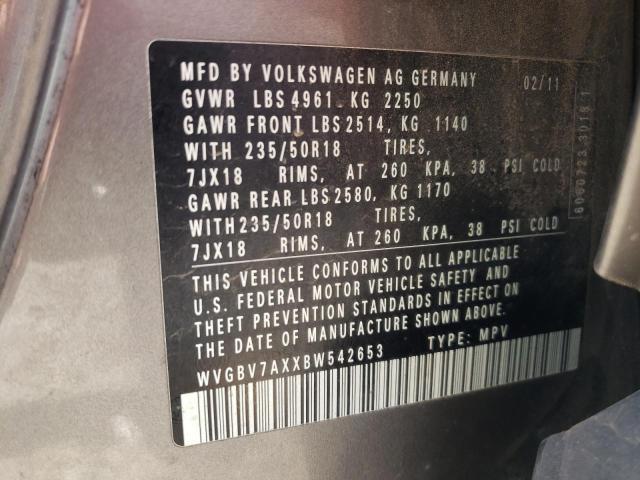 MFD BY VOLKSWAGEN AG GERMANY 02/11
GVWR LBS 4961 KG 2250
GAWR FRONT LBS 2514, KG 1140
WITH 235/50R18 TIRES,
7JX18 RIMS, AT 260 KPA, 38 PSI COLD
GAWR REAR LBS 2580, KG 1170
WITH 235/50R18 TIRES,
7JX18 RIMS, AT 260 KPA, 38 PSI COLD
THIS VEHICLE CONFORMS TO ALL APPLICABLE
U.S. FEDERAL MOTOR VEHICLE SAFETY AND
THEFT PREVENTION STANDARDS IN EFFECT ON
THE DATE OF MANUFACTURE SHOWN ABOVE.
WVGBV7AXXBW542653 TYPE: MPV